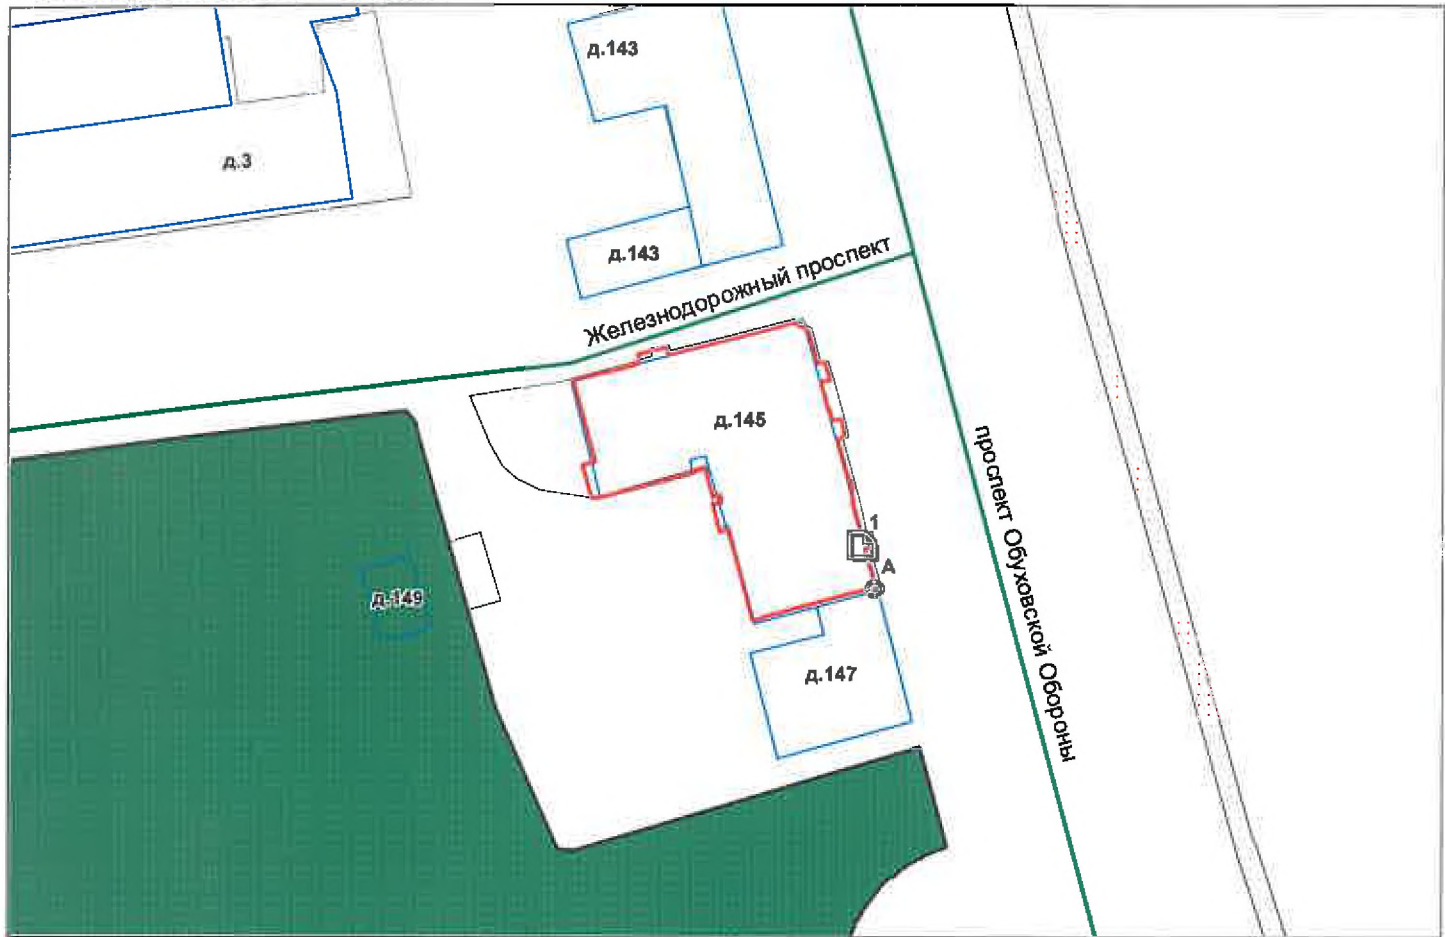 д.143
д.3
д.143
Железнодорожный проспект
д.145
проспект Обуховской Обороны
1
А
д.149
д.147